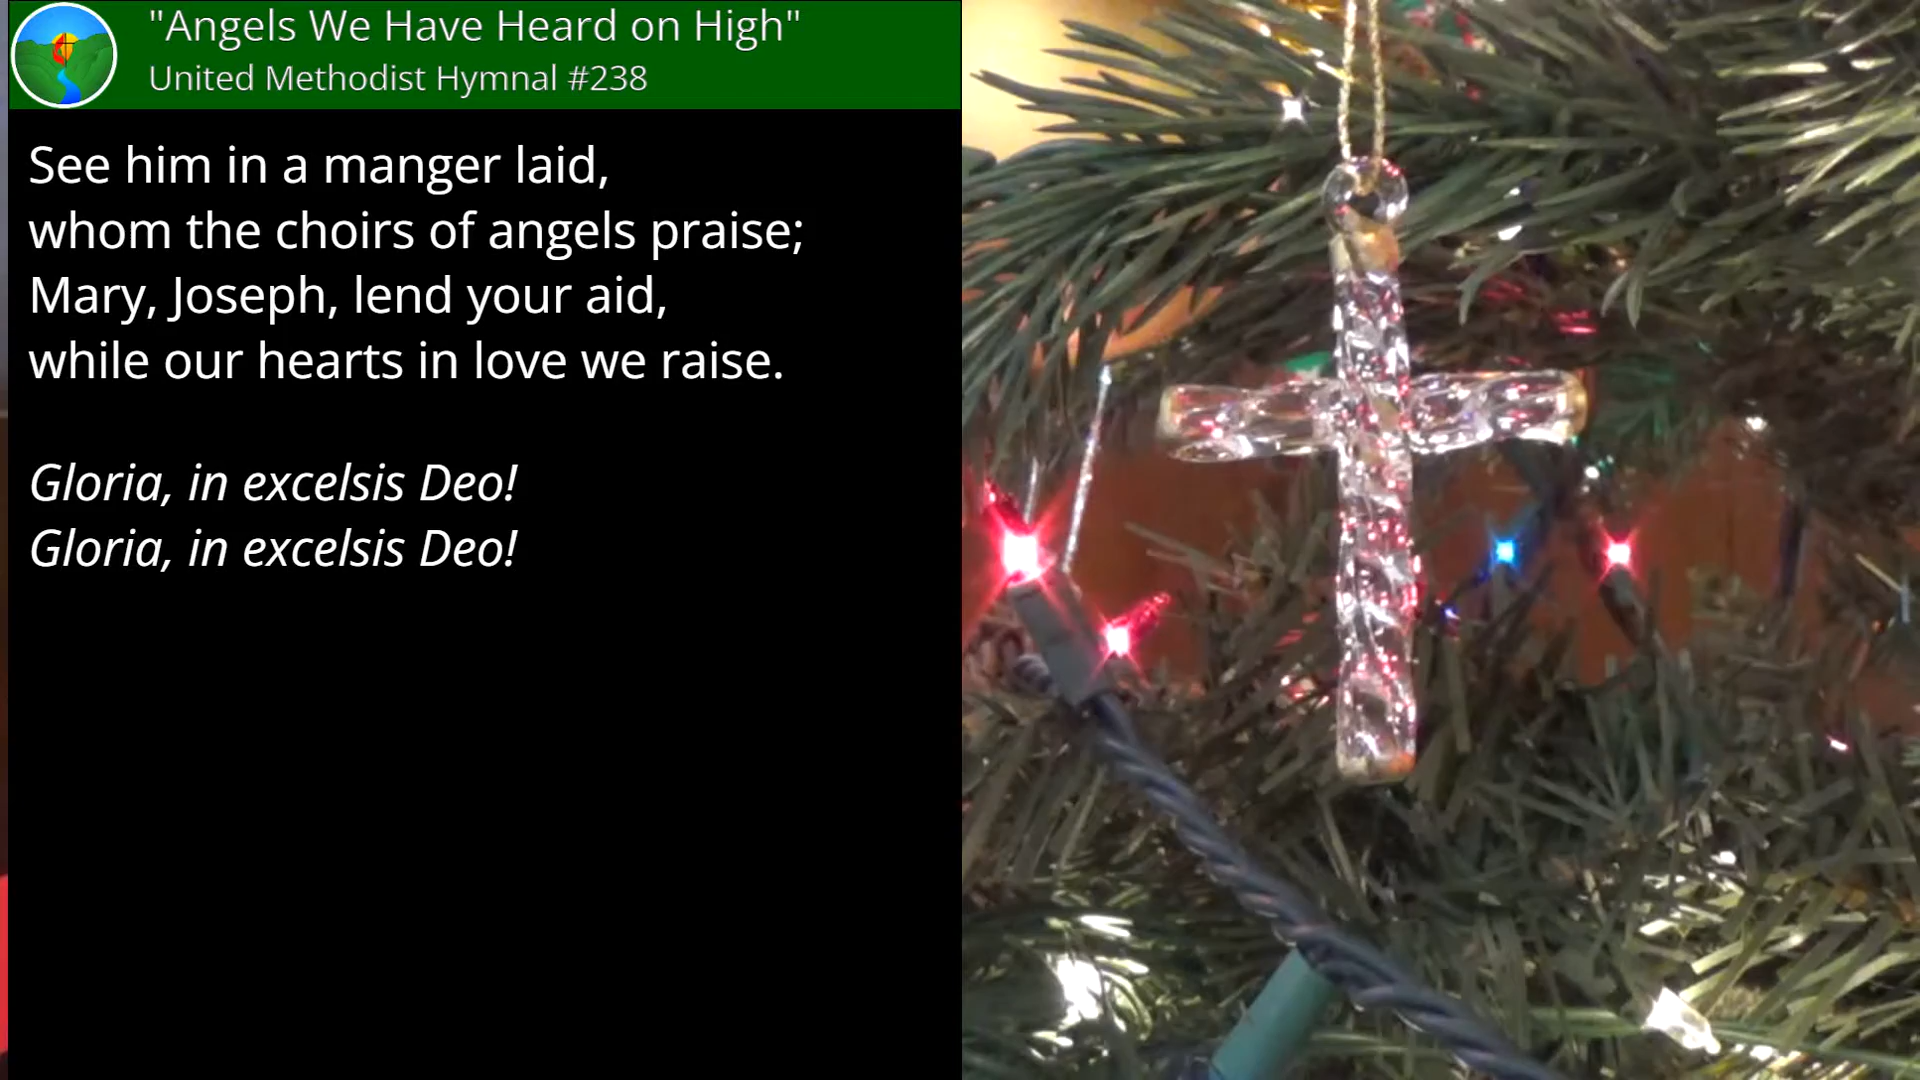 "Angels We Have Heard on High"
United Methodist Hymnal #238
See him in a manger laid,
whom the choirs of angels praise;
Mary, Joseph, lend your aid,
while our hearts in love we raise.
Gloria, in excelsis Deo!
Gloria, in excelsis Deo!